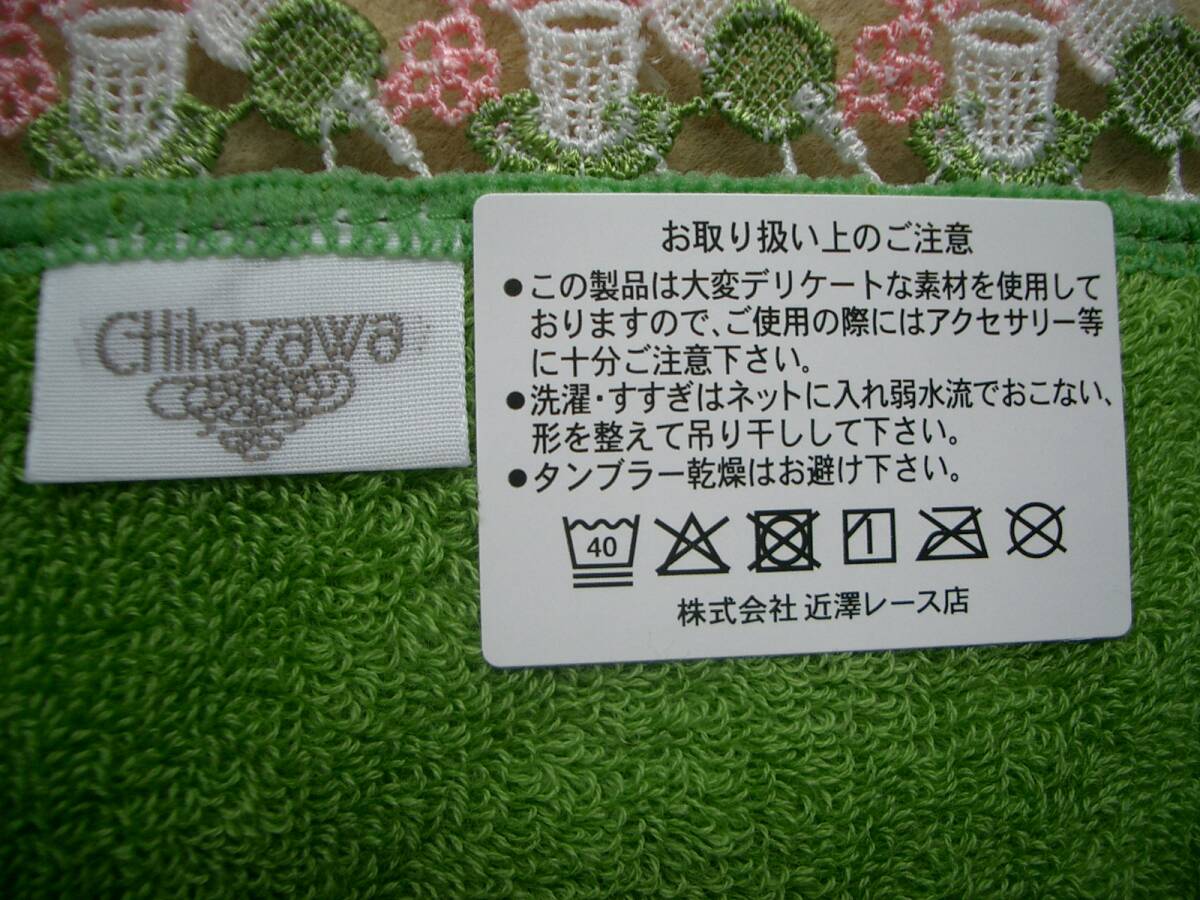 CHikazawa
お取り扱い上のご注意
●この製品は大変デリケートな素材を使用して
おりますので、ご使用の際にはアクセサリー等
に十分ご注意下さい。
●洗濯・すすぎはネットに入れ弱水流でおこない、
形を整えて吊り干しして下さい。
●タンブラー乾燥はお避け下さい。
40
株式会社 近澤レース店